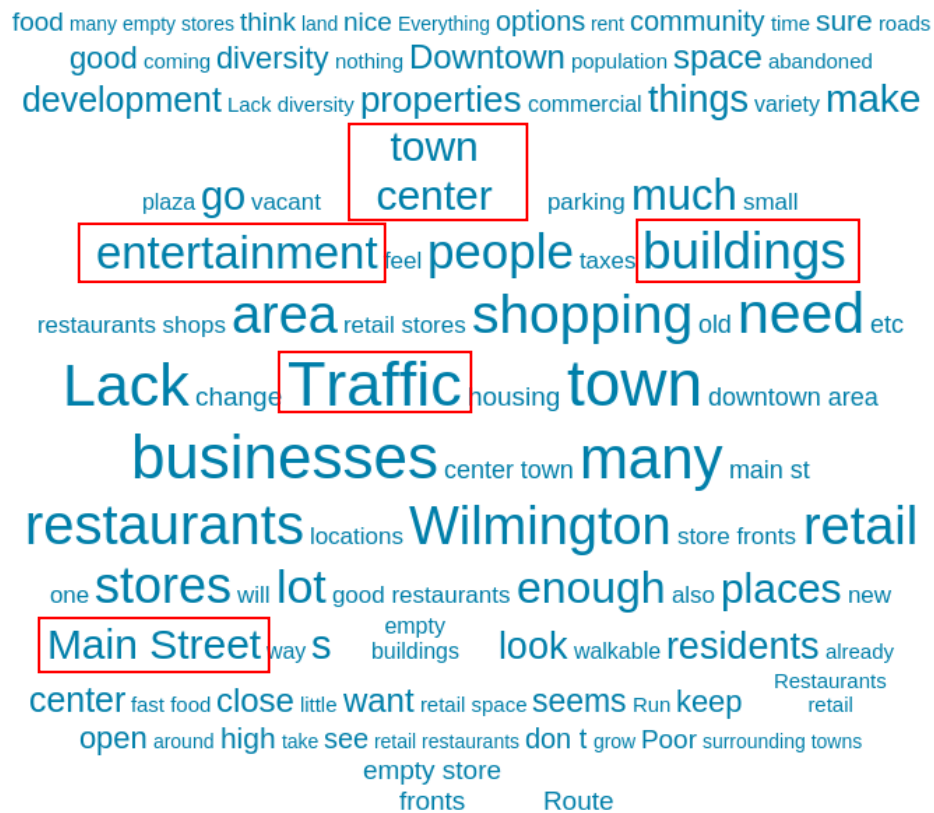 food many empty stores think land nice Everything options rent community time sure roads
good coming diversity nothing Downtown population space abandoned
development Lack diversity properties commercial things variety make
town
plaza go vacant center parking much small
entertainment feel people taxes buildings
restaurants shops area retail stores shopping old need etc
Lack change Traffic housing town downtown area
businesses center town many main st
restaurants locations Wilmington store fronts retail
one stores will lot good restaurants enough also places new
empty
Main Street way s buildings look walkable residents already
Restaurants
center fast food close little want retail space seems Run keep retail
open around high take see retail restaurants don t grow Poor surrounding towns
empty store
fronts Route